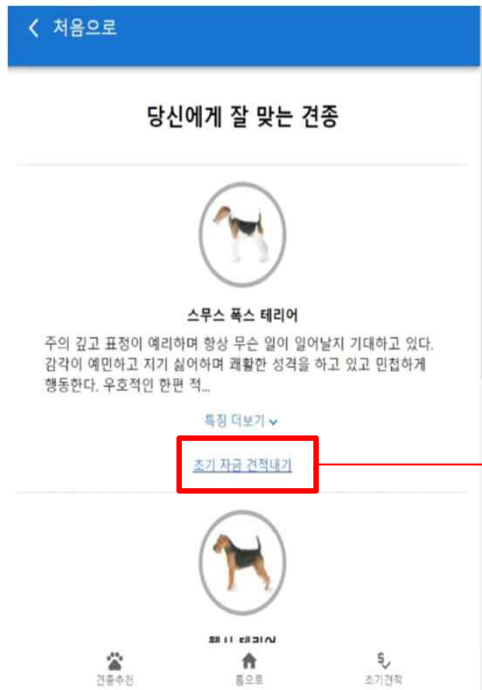 처음으로
당신에게 잘 맞는 견종
스무스 폭스 테리어
주의 깊고 표정이 예리하며 항상 무슨 일이 일어날지 기대하고 있다.
감각이 예민하고 지기 싫어하며 쾌활한 성격을 하고 있고 민첩하게
행동한다. 우호적인 한편 적...
특징 더보기
초기 자금 견적내기
견종추천
홈으로
초기견적